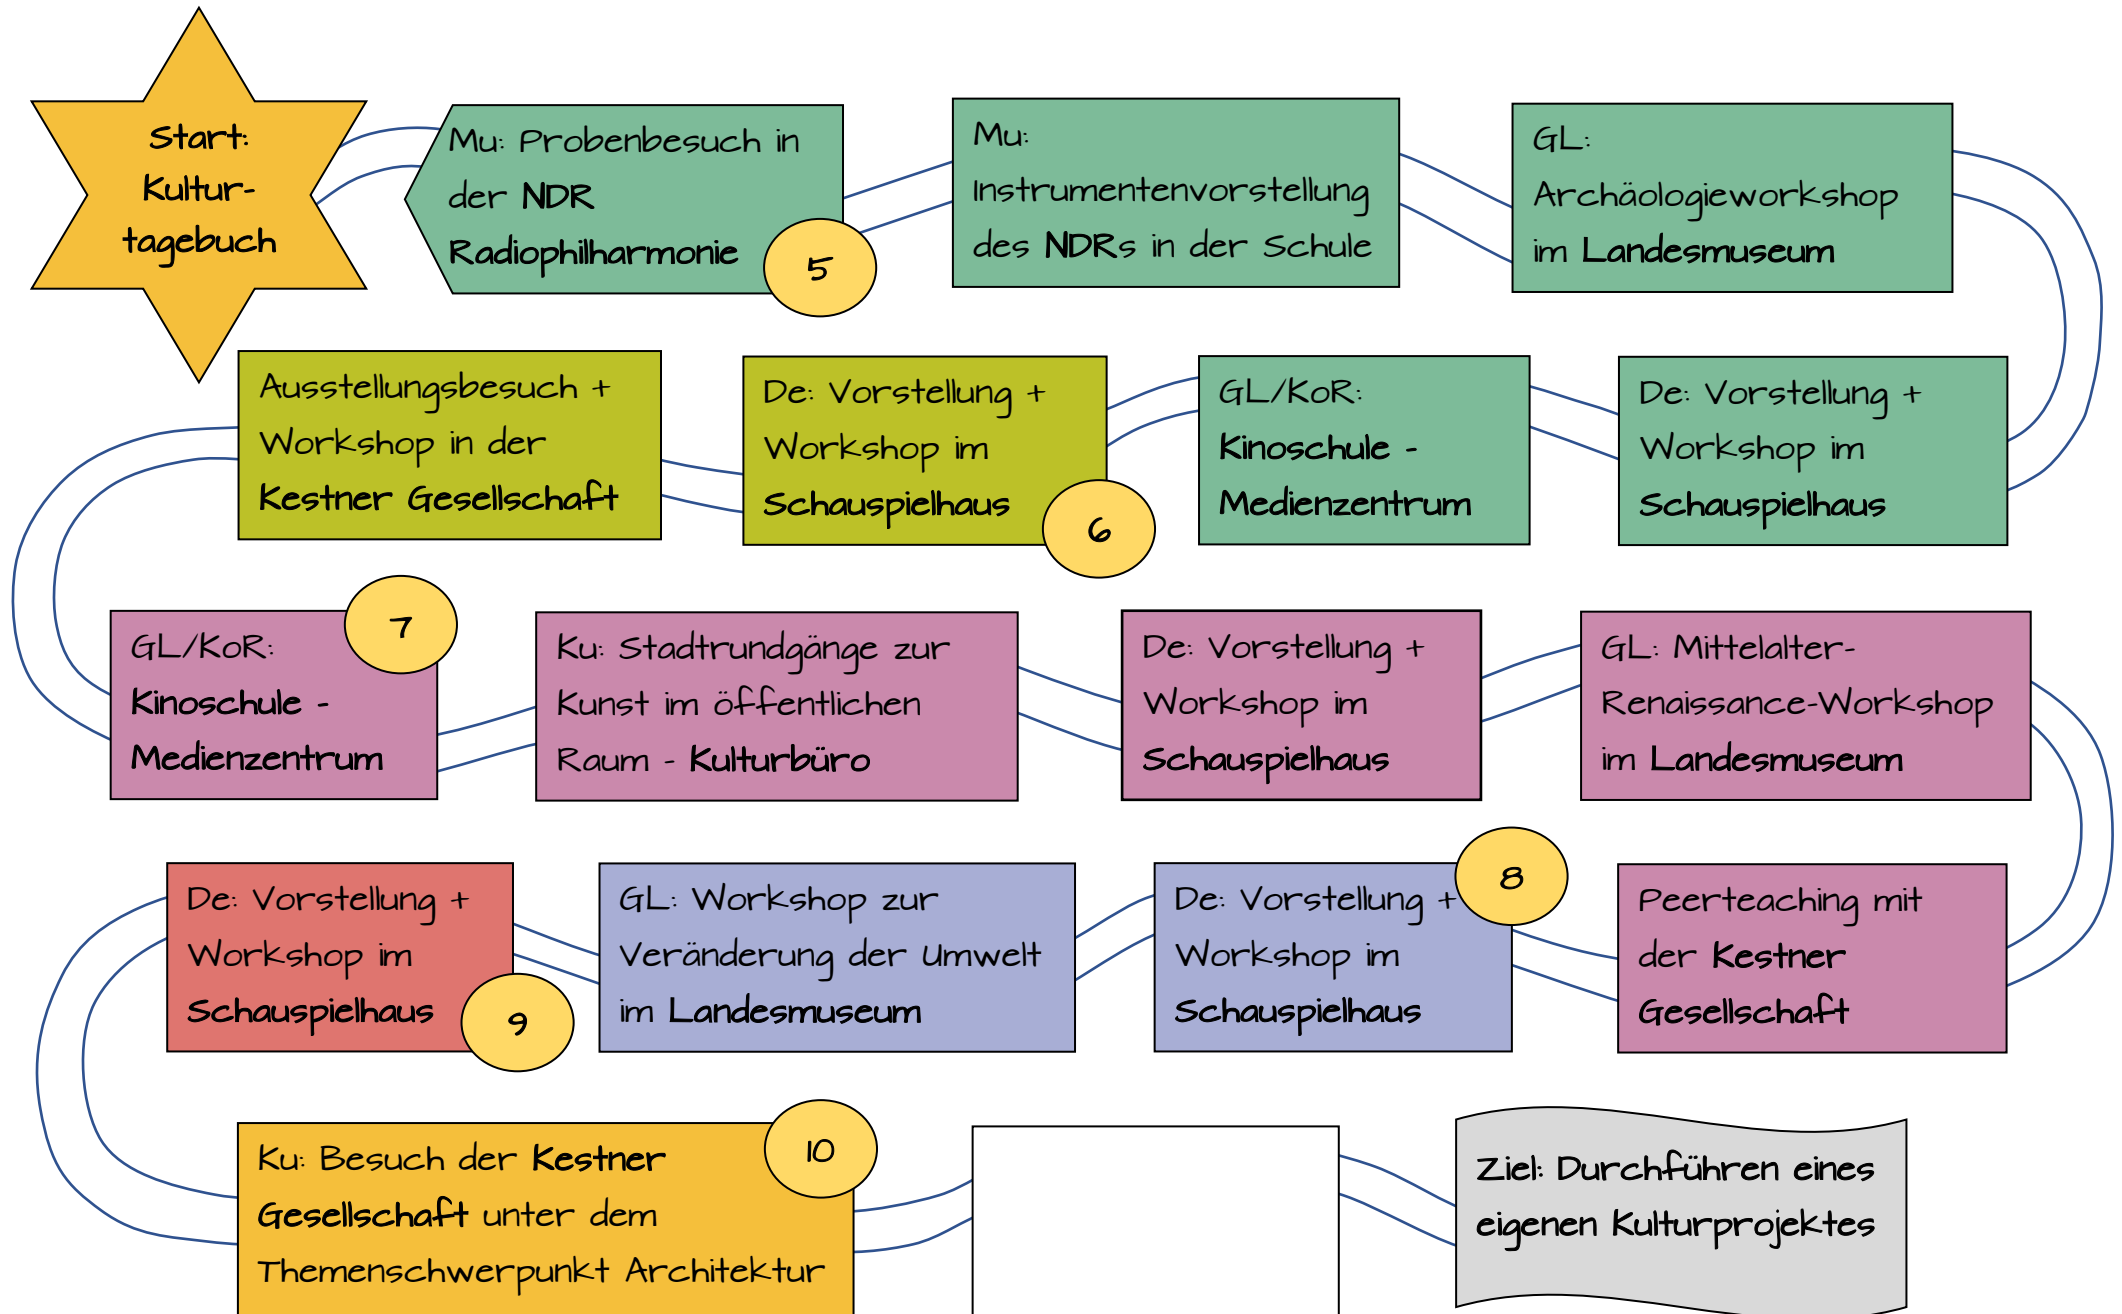 Start:
Kultur-
tagebuch
Mu: Probenbesuch in
der NDR
Radiophilharmonie
5
Mu:
Instrumentenvorstellung
des NDRs in der Schule
GL:
Archäologieworkshop
im Landesmuseum
De: Vorstellung +
Workshop im
Schauspielhaus
GL/KoR:
Kinoschule -
Medienzentrum
De: Vorstellung +
Workshop im
Schauspielhaus
6
Ausstellungsbesuch +
Workshop in der
Kestner Gesellschaft
GL/KoR:
Kinoschule -
Medienzentrum
7
Ku: Stadtrundgänge zur
Kunst im öffentlichen
Raum - Kulturbüro
De: Vorstellung +
Workshop im
Schauspielhaus
GL: Mittelalter-
Renaissance-Workshop
im Landesmuseum
Peerteaching mit
der Kestner
Gesellschaft
8
De: Vorstellung +
Workshop im
Schauspielhaus
GL: Workshop zur
Veränderung der Umwelt
im Landesmuseum
De: Vorstellung +
Workshop im
Schauspielhaus
9
Ku: Besuch der Kestner
Gesellschaft unter dem
Themenschwerpunkt Architektur
10
Ziel: Durchführen eines
eigenen Kulturprojektes